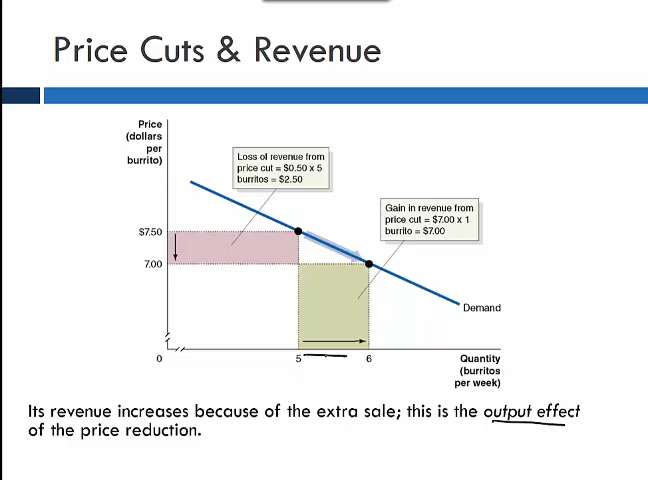 Price Cuts & Revenue
Price
(dollars
per
burrito)
Loss of revenue from
price cut = $0.50 x 5
burritos = $2.50
Gain in revenue from
price cut = $7.00 x 1
burrito = $7.00
$7.50
7.00
Demand
0
5
6
Quantity
(burritos
per week)
Its revenue increases because of the extra sale; this is the output effect
of the price reduction.